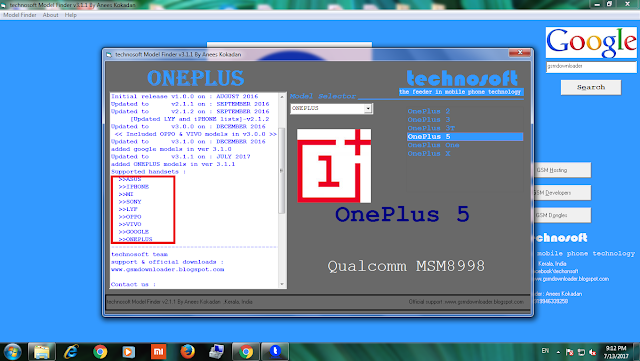 technosoft Model Finder v3.1.1 By Anees Kokadan
Model Finder About Help
technosoft Model Finder v3.1.1 By Anees Kokadan
ONEPLUS
technosoft
the feeder in mobile phone technology
Initial release v1.0.0 on : AUGUST 2016
Updated to v2.1.1 on : SEPTEMBER 2016
Updated to v2.1.2 on : SEPTEMBER 2016
[Updated LYF and iPHONE lists]-v2.1.2
Updated to v3.0.0 on : DECEMBER 2016
<< Included OPPO & VIVO models in v3.0.0 >>
Updated to v3.1.0 on : DECEMBER 2016
added google models in ver 3.1.0
Updated to v3.1.1 on : JULY 2017
added ONEPLUS models in ver 3.1.1
Supported handsets :
>>ASUS
>>IPHONE
>>MI
>>SONY
>>LYF
>>OPPO
>>VIVO
>>GOOGLE
>>ONEPLUS
technosoft team
support & official downloads :
www.gsmdownloader.blogspot.com
Contact us :
Model Selector
ONEPLUS
OnePlus 2
OnePlus 3
OnePlus 3T
OnePlus 5
OnePlus One
OnePlus X
1+
OnePlus 5
Qualcomm MSM8998
technosoft Model Finder v3.1.1 By Anees Kokadan -Kerala, India
Official support :www.gsmdownloader.blogspot.com
Google
gsmdownloader
Search
GSM Hosting
GSM Developers
GSM Dongles
technosoft
mobile phone technology
Kerala, India
gsmdownloader.blogspot.com
: Anees Kokadan
EN
9:12 PM
7/13/2017